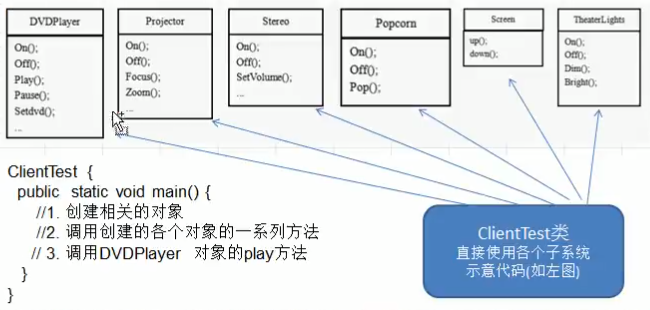 DVDPlayer
On();
Off();
Play();
Pause();
Setdvd();
...
Projector
On();
Off();
Focus();
Zoom();
...
Stereo
On();
Off();
SetVolume();
...
Popcorn
On();
Off();
Pop();
Screen
up();
down();
TheaterLights
On();
Off();
Dim();
Bright();
ClientTest {
public static void main() {
//1. 创建相关的对象
//2. 调用创建的各个对象的一系列方法
// 3. 调用DVDPlayer 对象的play方法
}
}
ClientTest类
直接使用各个子系统
示意代码(如左图)